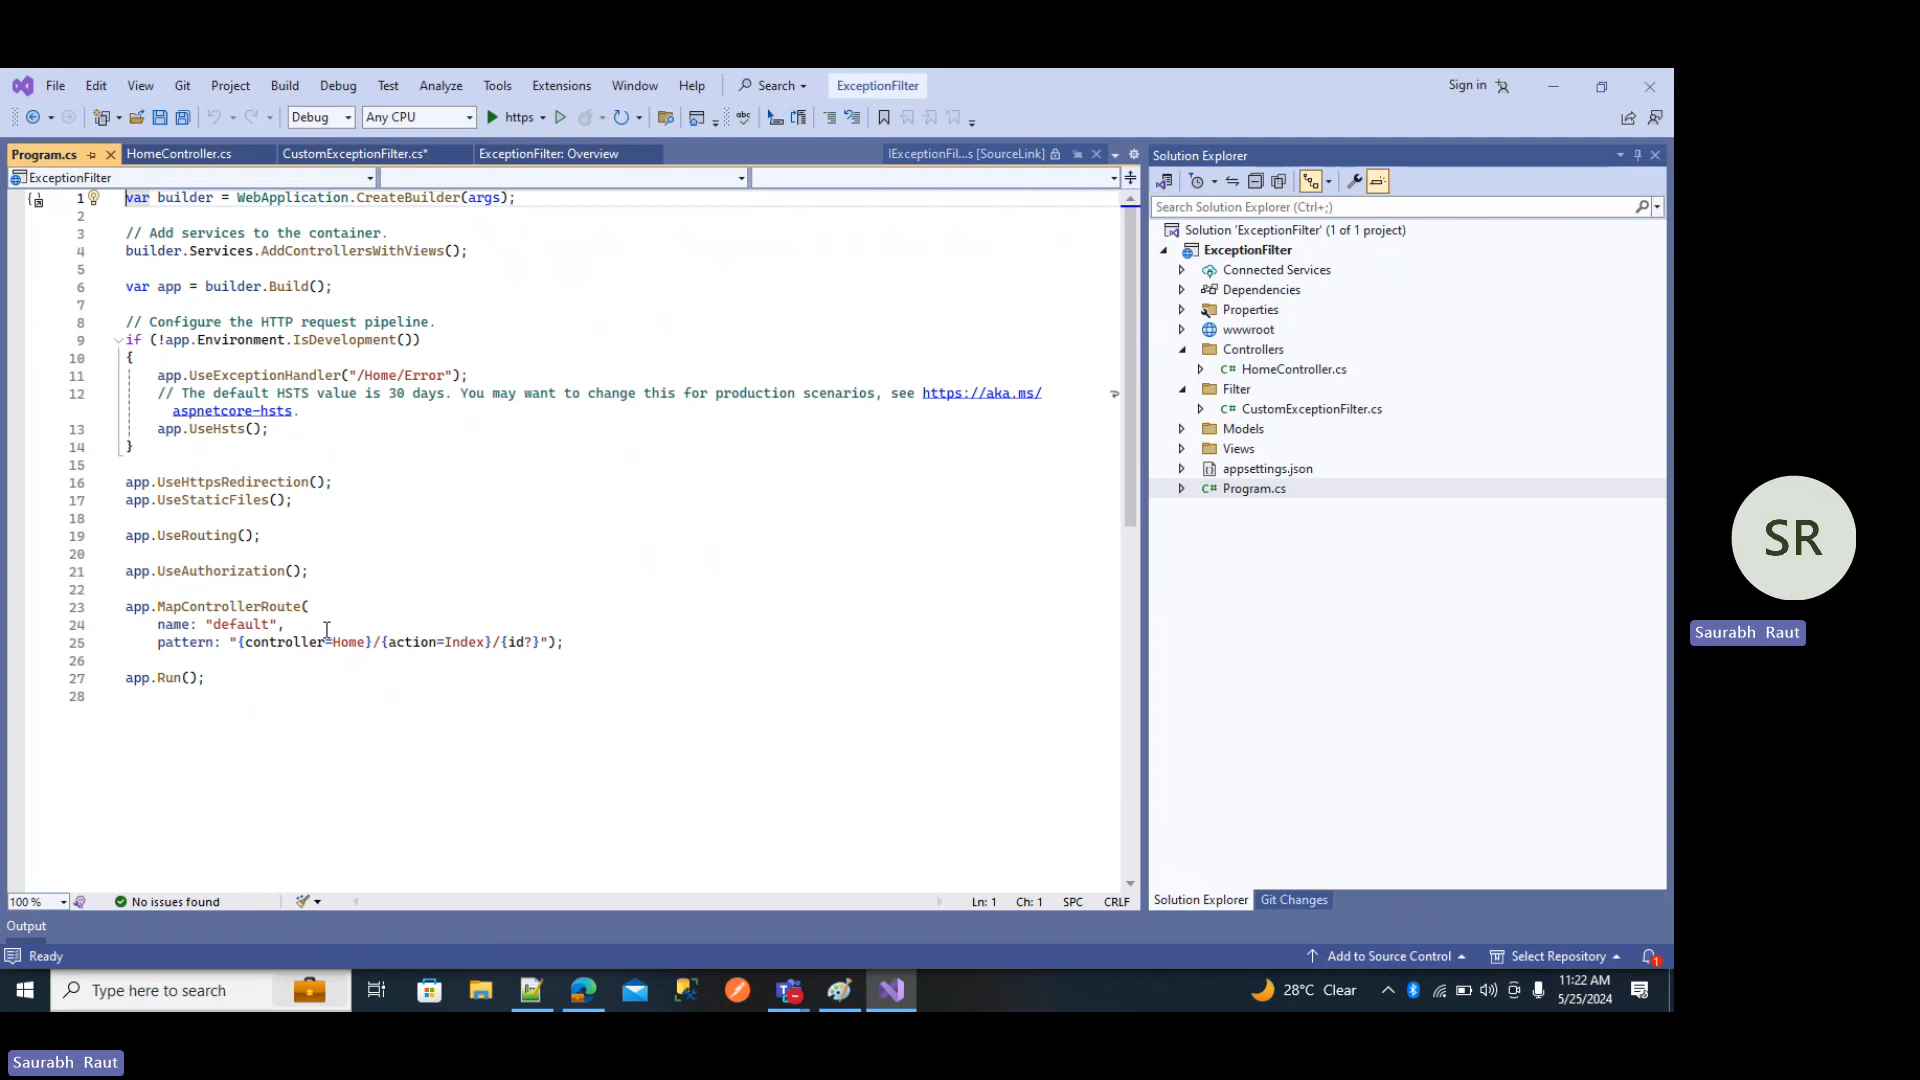 File Edit View Git Project Build Debug Test Analyze Tools Extensions Window Help Search ExceptionFilter Sign in
Debug Any CPU https
Program.cs HomeController.cs CustomExceptionFilter.cs* ExceptionFilter: Overview IExceptionFil...s [SourceLink]
ExceptionFilter
1 var builder = WebApplication.CreateBuilder(args);
2
3 // Add services to the container.
4 builder.Services.AddControllersWithViews();
5
6 var app = builder.Build();
7
8 // Configure the HTTP request pipeline.
9 if (!app.Environment.IsDevelopment())
10 {
11 app.UseExceptionHandler("/Home/Error");
12 // The default HSTS value is 30 days. You may want to change this for production scenarios, see https://aka.ms/
aspnetcore-hsts.
13 app.UseHsts();
14 }
15
16 app.UseHttpsRedirection();
17 app.UseStaticFiles();
18
19 app.UseRouting();
20
21 app.UseAuthorization();
22
23 app.MapControllerRoute(
24 name: "default",
25 pattern: "{controller=Home}/{action=Index}/{id?}");
26
27 app.Run();
28
100 % No issues found Ln: 1 Ch: 1 SPC CRLF
Output
Ready
Solution Explorer
Search Solution Explorer (Ctrl+;)
Solution 'ExceptionFilter' (1 of 1 project)
ExceptionFilter
Connected Services
Dependencies
Properties
wwwroot
Controllers
C# HomeController.cs
Filter
C# CustomExceptionFilter.cs
Models
Views
appsettings.json
C# Program.cs
Solution Explorer Git Changes
Add to Source Control Select Repository 1
Type here to search
28°C Clear
11:22 AM
5/25/2024
SR
Saurabh Raut
Saurabh Raut